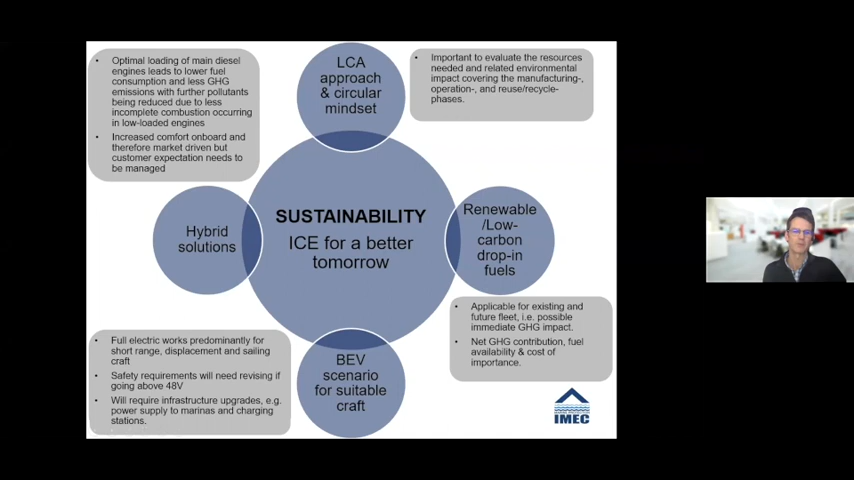 • Optimal loading of main diesel
engines leads to lower fuel
consumption and less GHG
emissions with further pollutants
being reduced due to less
incomplete combustion occurring
in low-loaded engines
• Increased comfort onboard and
therefore market driven but
customer expectation needs to
be managed
LCA
approach
& circular
mindset
• Important to evaluate the resources
needed and related environmental
impact covering the manufacturing-,
operation-, and reuse/recycle-
phases.
Hybrid
solutions
SUSTAINABILITY
ICE for a better
tomorrow
Renewable
/Low-
carbon
drop-in
fuels
• Applicable for existing and
future fleet, i.e. possible
immediate GHG impact.
• Net GHG contribution, fuel
availability & cost of
importance.
• Full electric works predominantly for
short range, displacement and sailing
craft
• Safety requirements will need revising if
going above 48V
• Will require infrastructure upgrades, e.g.
power supply to marinas and charging
stations.
BEV
scenario
for suitable
craft
IMEC